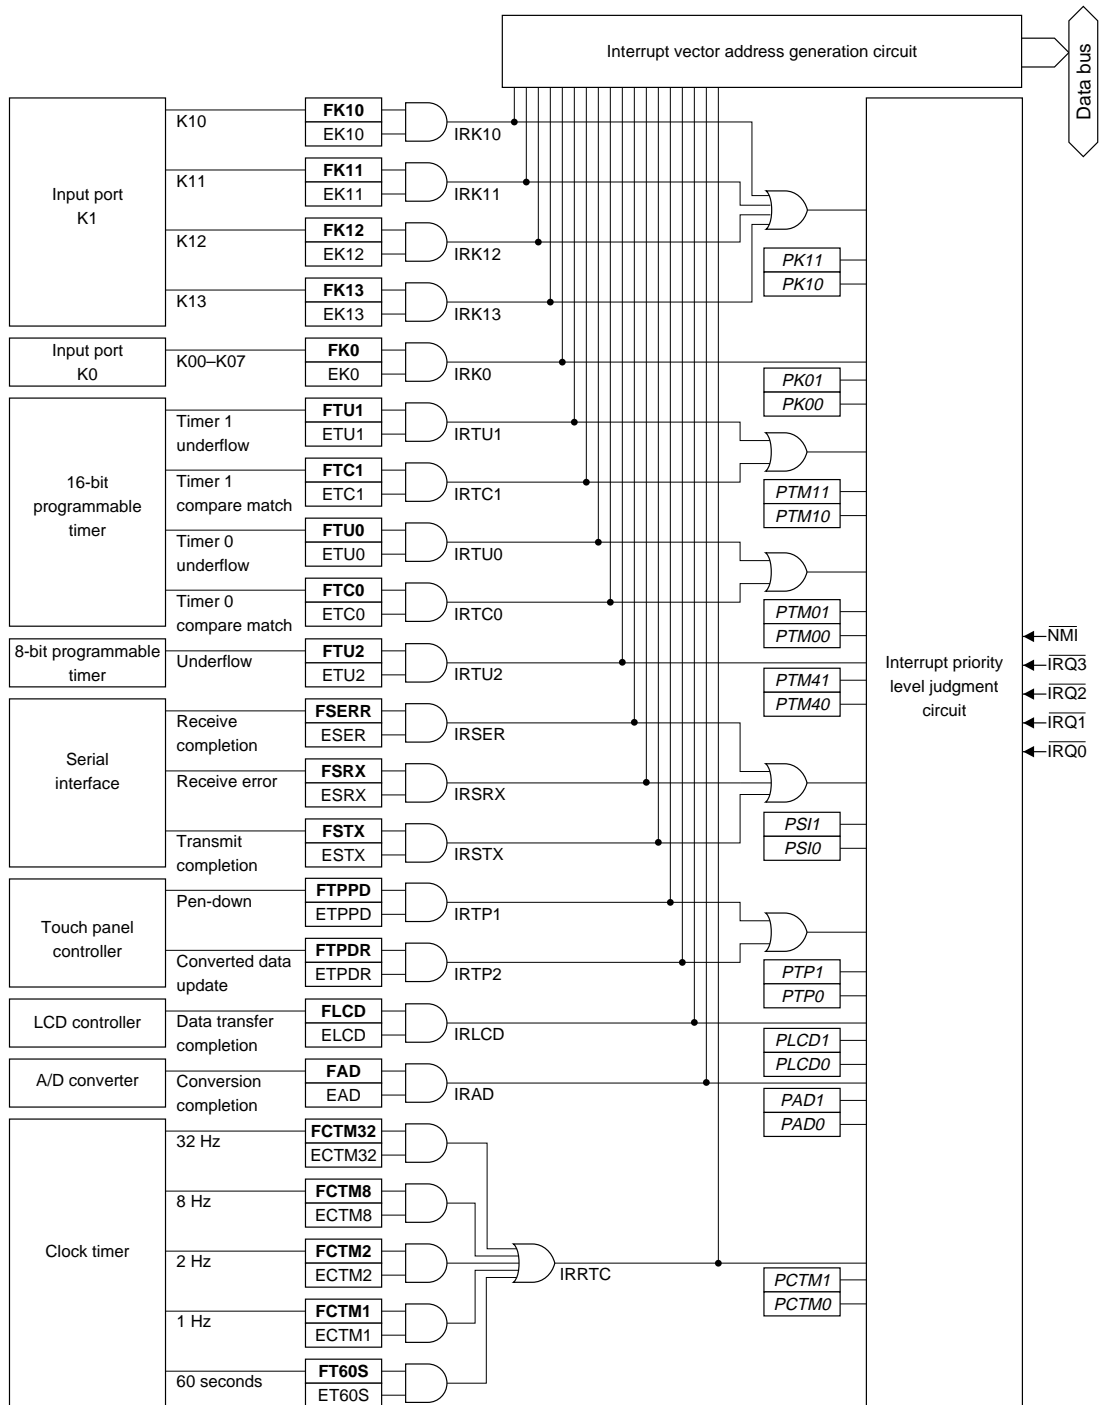 Interrupt vector address generation circuit
Data bus
Input port
K1
K10
FK10
EK10
IRK10
K11
FK11
EK11
IRK11
K12
FK12
EK12
IRK12
K13
FK13
EK13
IRK13
PK11
PK10
Input port
K0
K00–K07
FK0
EK0
IRK0
PK01
PK00
16-bit
programmable
timer
Timer 1
underflow
FTU1
ETU1
IRTU1
Timer 1
compare match
FTC1
ETC1
IRTC1
PTM11
PTM10
Timer 0
underflow
FTU0
ETU0
IRTU0
Timer 0
compare match
FTC0
ETC0
IRTC0
PTM01
PTM00
8-bit programmable
timer
Underflow
FTU2
ETU2
IRTU2
PTM41
PTM40
Interrupt priority
level judgment
circuit
NMI
IRQ3
IRQ2
IRQ1
IRQ0
Serial
interface
Receive
completion
FSERR
ESER
IRSER
Receive error
FSRX
ESRX
IRSRX
Transmit
completion
FSTX
ESTX
IRSTX
PSI1
PSI0
Touch panel
controller
Pen-down
FTPPD
ETPPD
IRTP1
Converted data
update
FTPDR
ETPDR
IRTP2
PTP1
PTP0
LCD controller
Data transfer
completion
FLCD
ELCD
IRLCD
PLCD1
PLCD0
A/D converter
Conversion
completion
FAD
EAD
IRAD
PAD1
PAD0
Clock timer
32 Hz
FCTM32
ECTM32
8 Hz
FCTM8
ECTM8
2 Hz
FCTM2
ECTM2
IRRTC
PCTM1
PCTM0
1 Hz
FCTM1
ECTM1
60 seconds
FT60S
ET60S